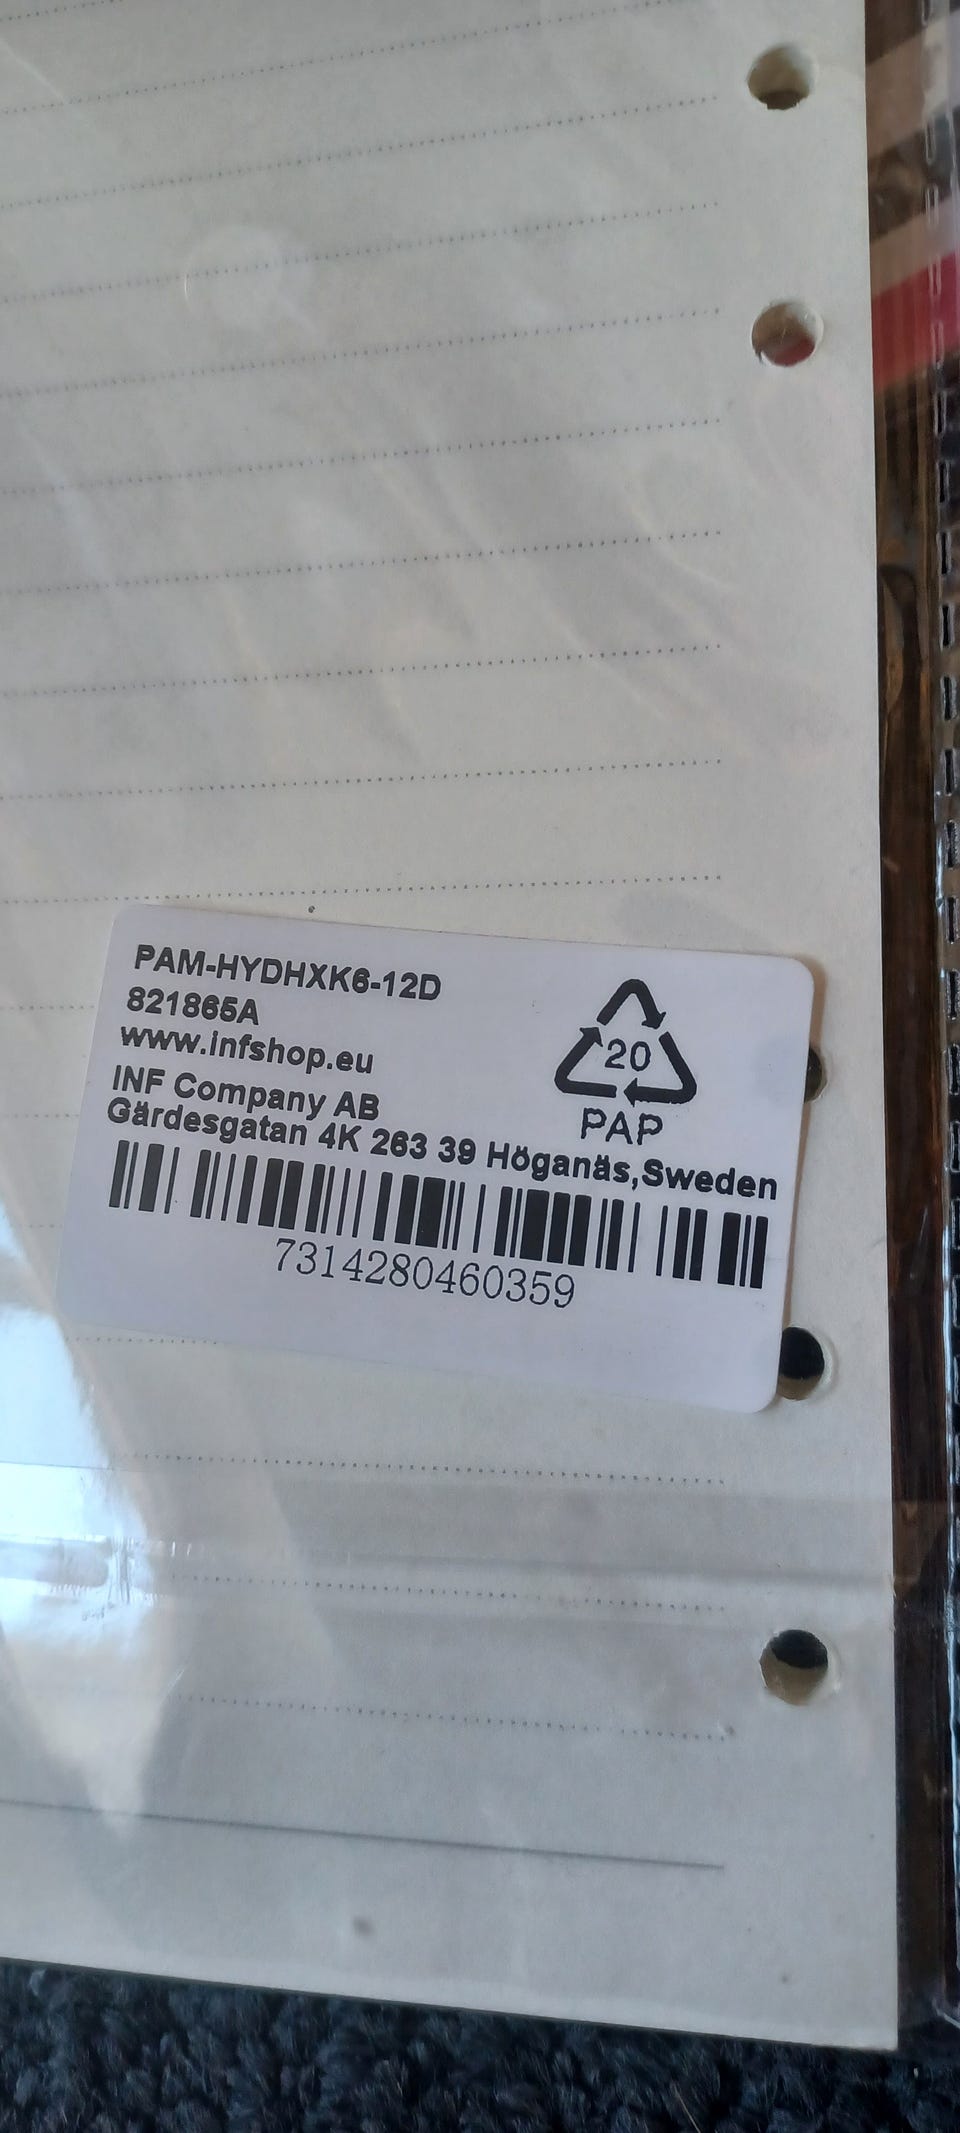 PAM-HYDHXK6-12D
821865A
www.infshop.eu
INF Company AB
Gärdesgatan 4K 263 39 Höganäs,Sweden
20
PAP
7314280460359